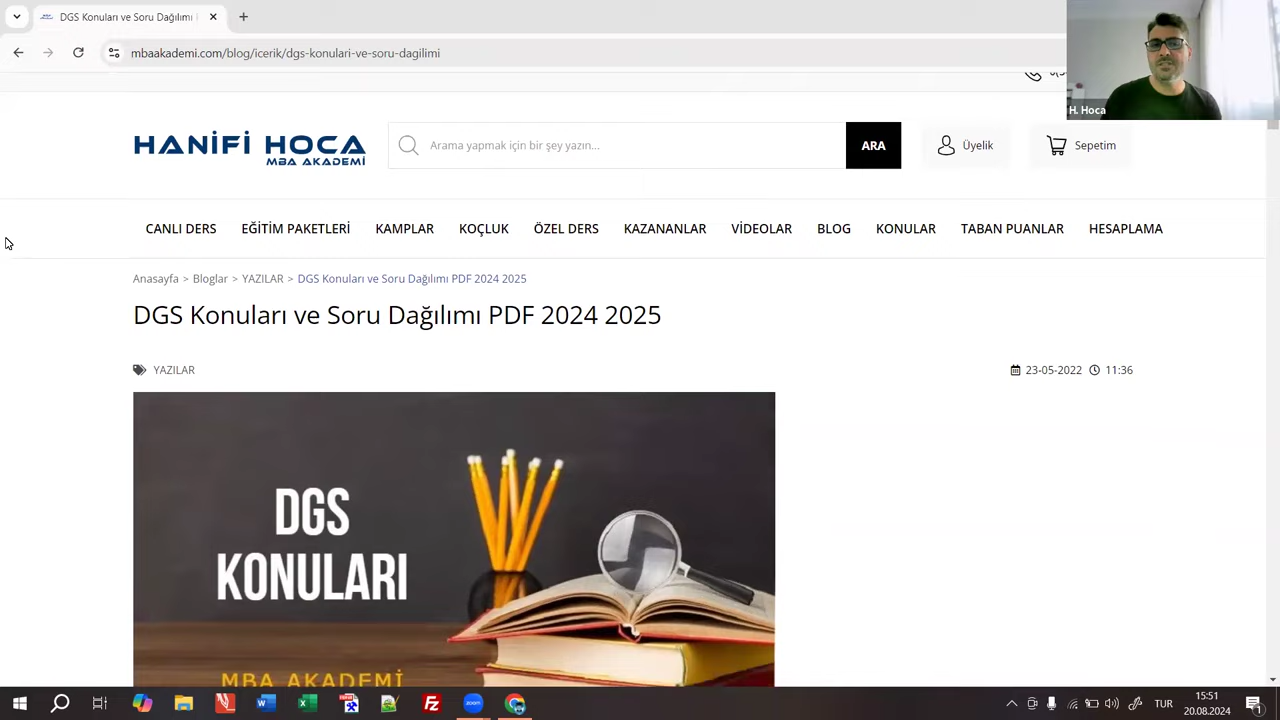 DGS Konuları ve Soru Dağılımı
mbaakademi.com/blog/icerik/dgs-konulari-ve-soru-dagilimi
H. Hoca
HANİFİ HOCA
MBA AKADEMİ
Arama yapmak için bir şey yazın...
ARA
Üyelik
Sepetim
CANLI DERS EĞİTİM PAKETLERİ KAMPLAR KOÇLUK ÖZEL DERS KAZANANLAR VİDEOLAR BLOG KONULAR TABAN PUANLAR HESAPLAMA
Anasayfa > Bloglar > YAZILAR > DGS Konuları ve Soru Dağılımı PDF 2024 2025
DGS Konuları ve Soru Dağılımı PDF 2024 2025
YAZILAR
23-05-2022 11:36
DGS
KONULARI
MBA AKADEMİ
TUR
15:51
20.08.2024